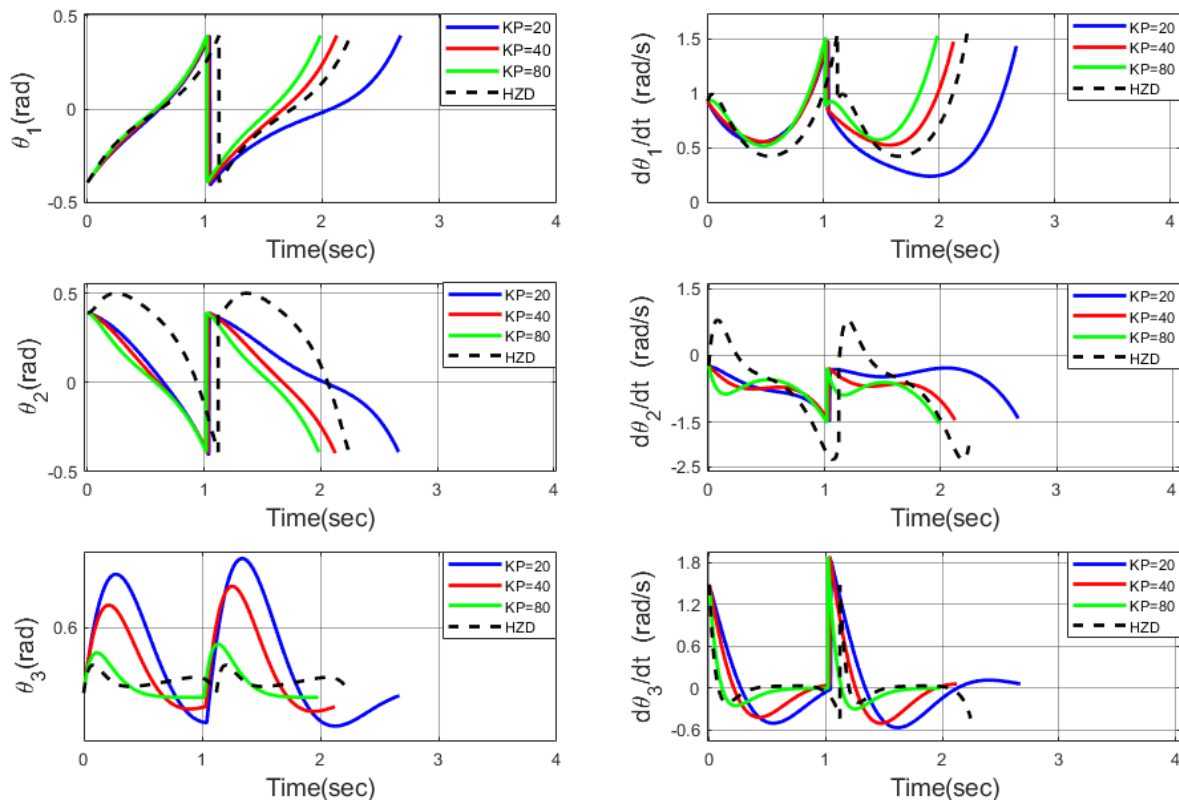 0.5
0
-0.5
θ1(rad)
0 1 2 3 4
Time(sec)
KP=20
KP=40
KP=80
HZD
1.5
1
0.5
0
dθ1/dt (rad/s)
0 1 2 3 4
Time(sec)
KP=20
KP=40
KP=80
HZD
0.5
0
-0.5
θ2(rad)
0 1 2 3 4
Time(sec)
KP=20
KP=40
KP=80
HZD
1.5
0
-1.5
-2.5
dθ2/dt (rad/s)
0 1 2 3 4
Time(sec)
KP=20
KP=40
KP=80
HZD
0.6
θ3(rad)
0 1 2 3 4
Time(sec)
KP=20
KP=40
KP=80
HZD
1.8
1.2
0.6
0
-0.6
dθ3/dt (rad/s)
0 1 2 3 4
Time(sec)
KP=20
KP=40
KP=80
HZD